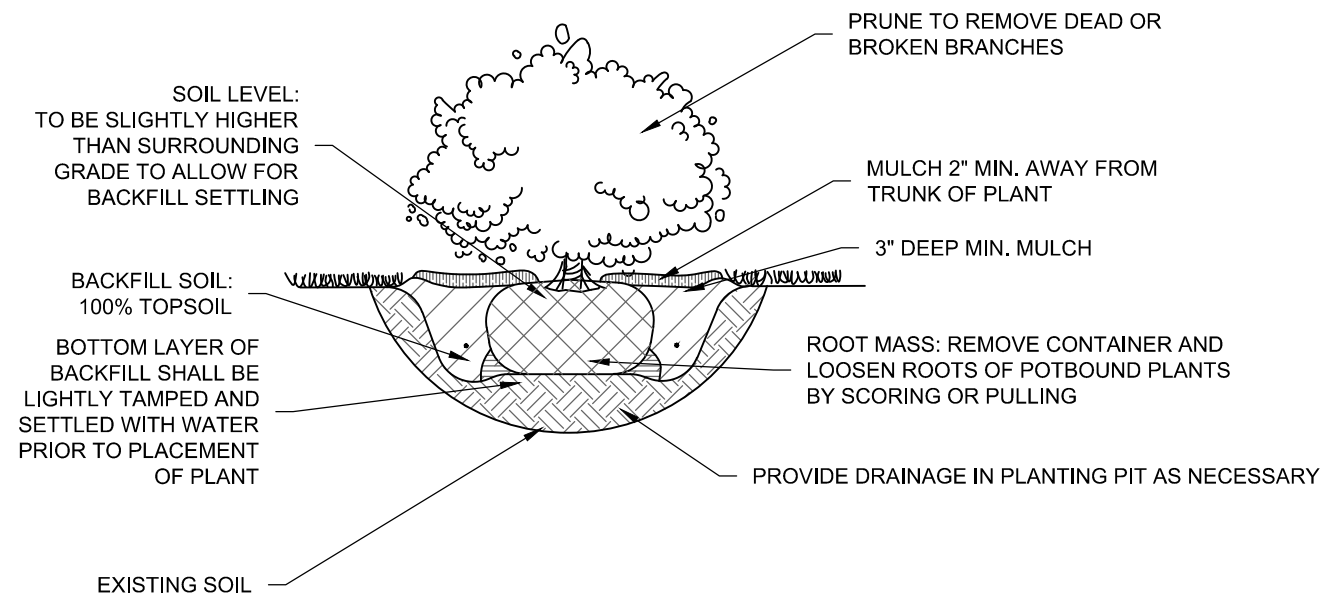 PRUNE TO REMOVE DEAD OR
BROKEN BRANCHES
SOIL LEVEL:
TO BE SLIGHTLY HIGHER
THAN SURROUNDING
GRADE TO ALLOW FOR
BACKFILL SETTLING
MULCH 2" MIN. AWAY FROM
TRUNK OF PLANT
3" DEEP MIN. MULCH
BACKFILL SOIL:
100% TOPSOIL
BOTTOM LAYER OF
BACKFILL SHALL BE
LIGHTLY TAMPED AND
SETTLED WITH WATER
PRIOR TO PLACEMENT
OF PLANT
ROOT MASS: REMOVE CONTAINER AND
LOOSEN ROOTS OF POTBOUND PLANTS
BY SCORING OR PULLING
PROVIDE DRAINAGE IN PLANTING PIT AS NECESSARY
EXISTING SOIL